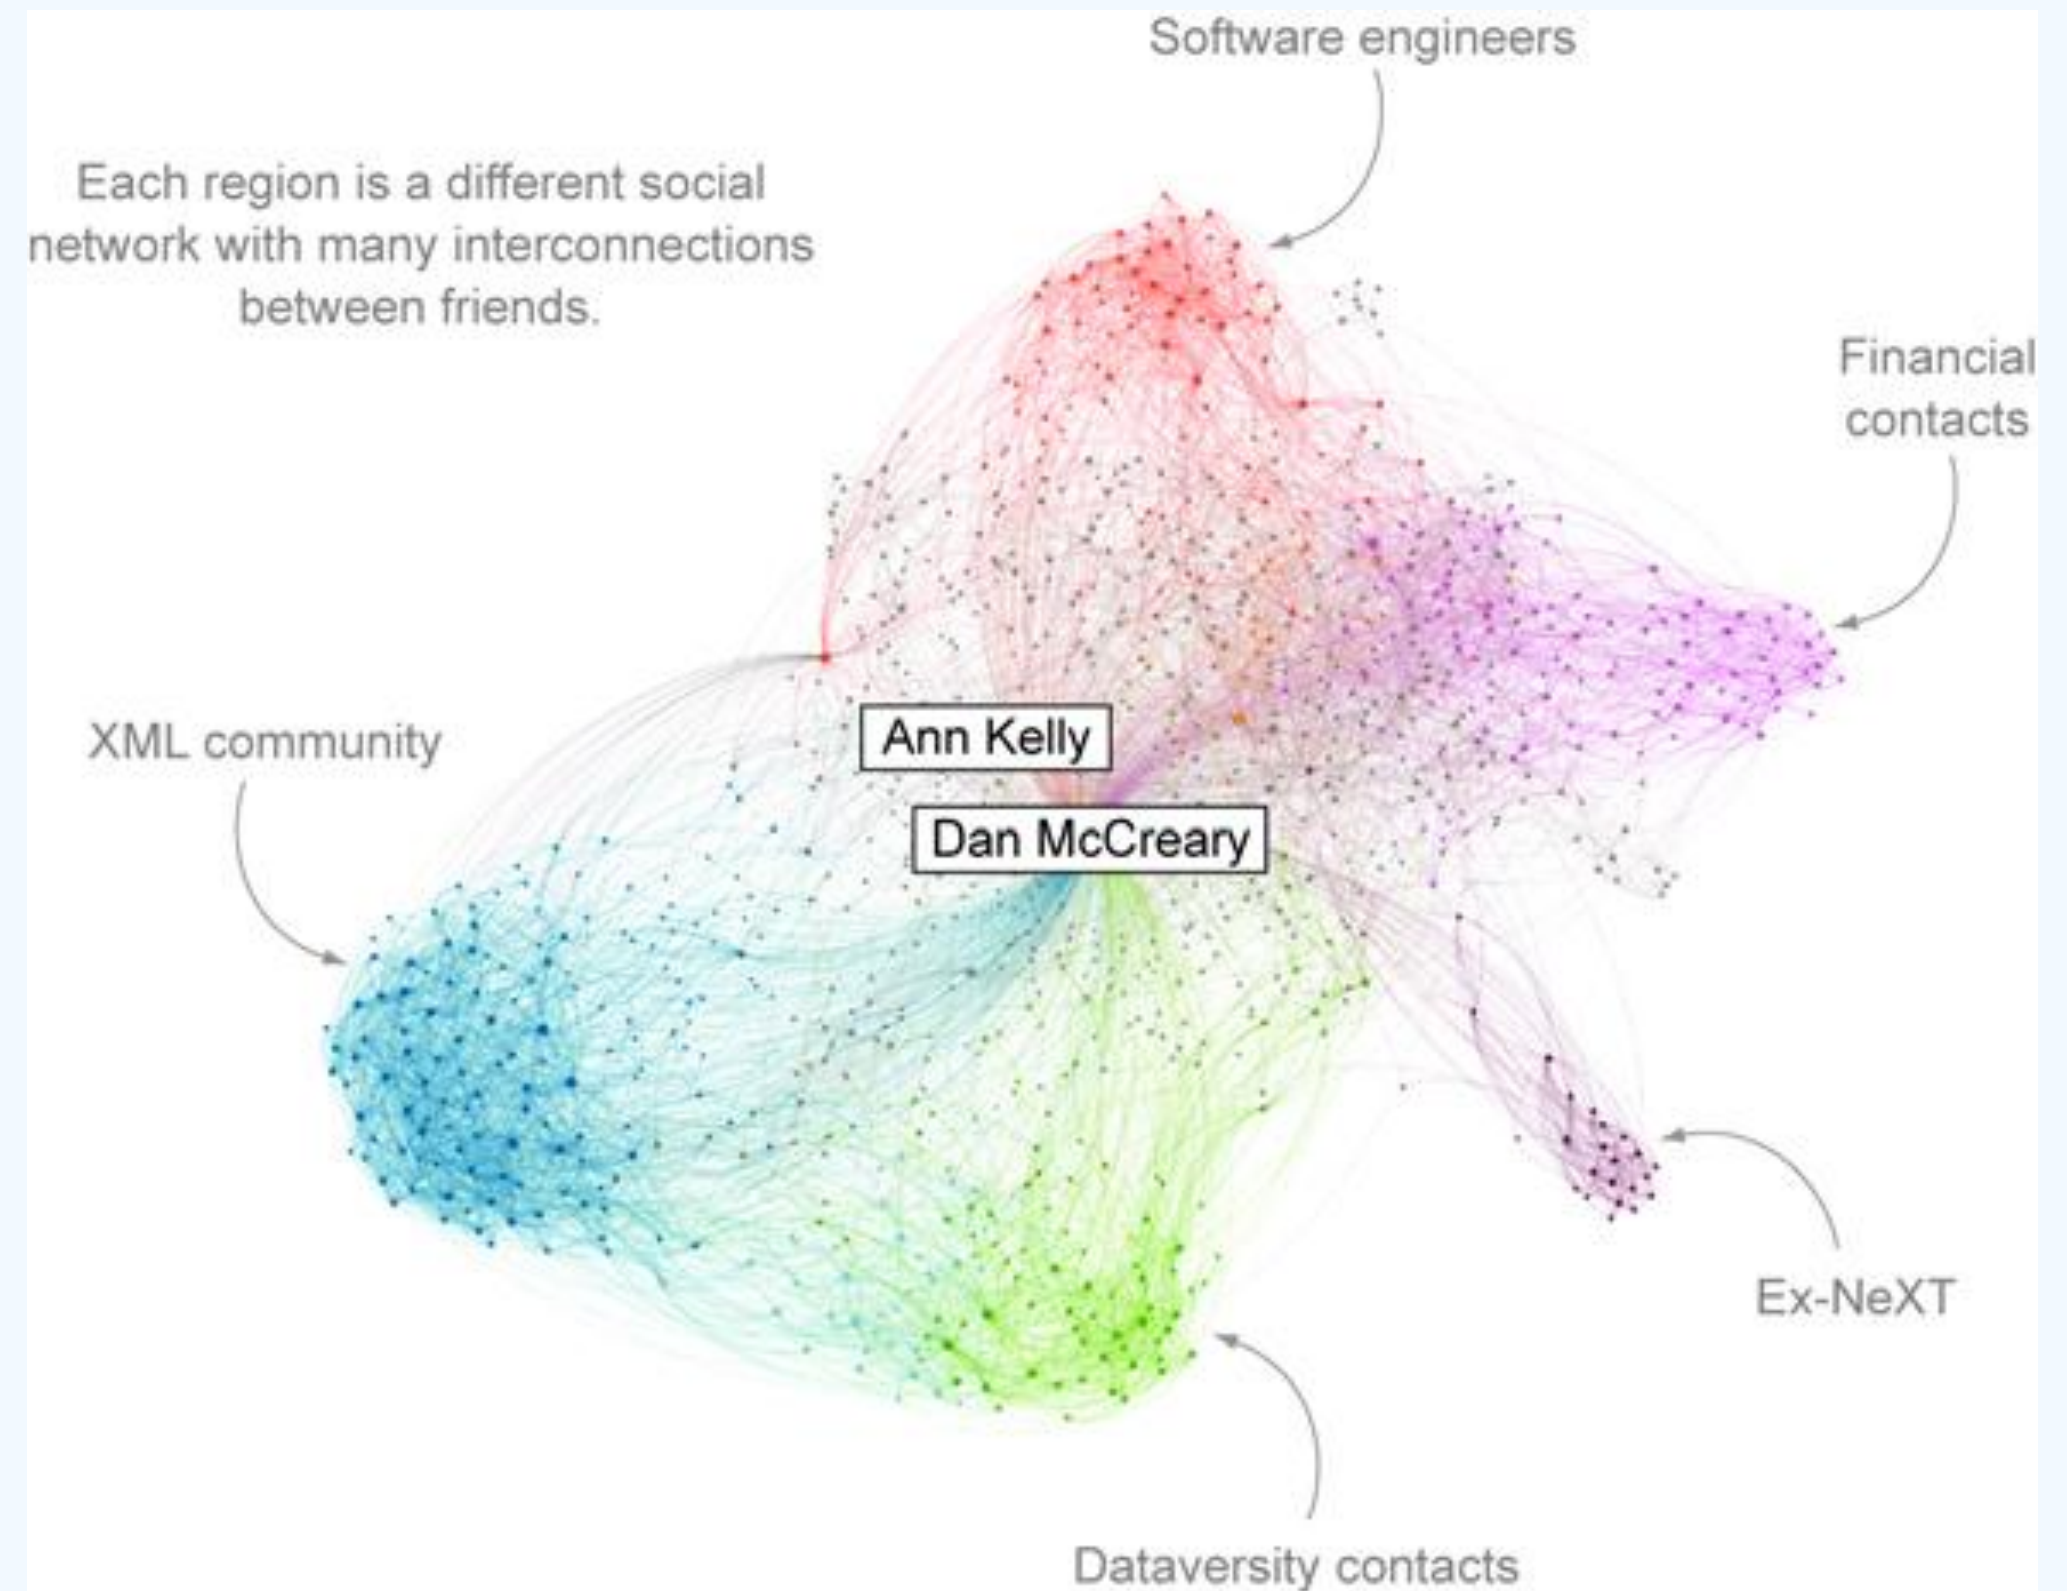 Software engineers
Each region is a different social
network with many interconnections
between friends.
Financial
contacts
XML community
Ann Kelly
Dan McCreary
Ex-NeXT
Dataversity contacts